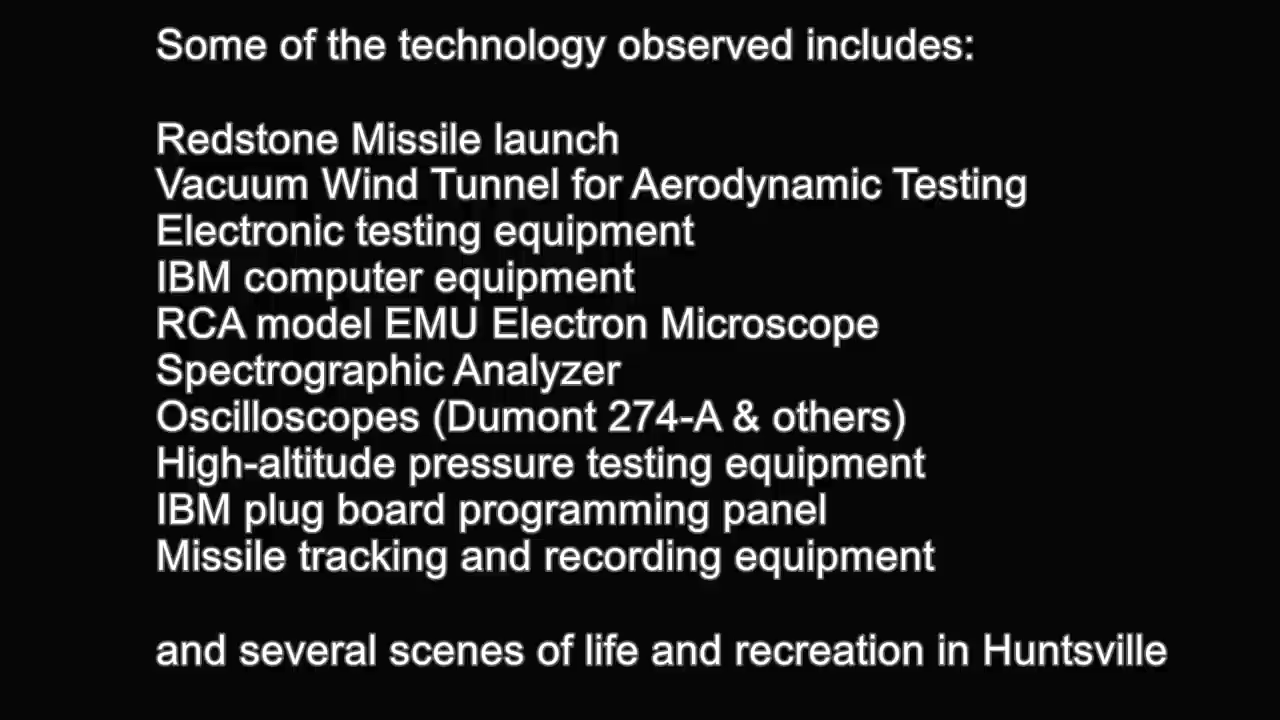 Some of the technology observed includes:
Redstone Missile launch
Vacuum Wind Tunnel for Aerodynamic Testing
Electronic testing equipment
IBM computer equipment
RCA model EMU Electron Microscope
Spectrographic Analyzer
Oscilloscopes (Dumont 274-A & others)
High-altitude pressure testing equipment
IBM plug board programming panel
Missile tracking and recording equipment
and several scenes of life and recreation in Huntsville